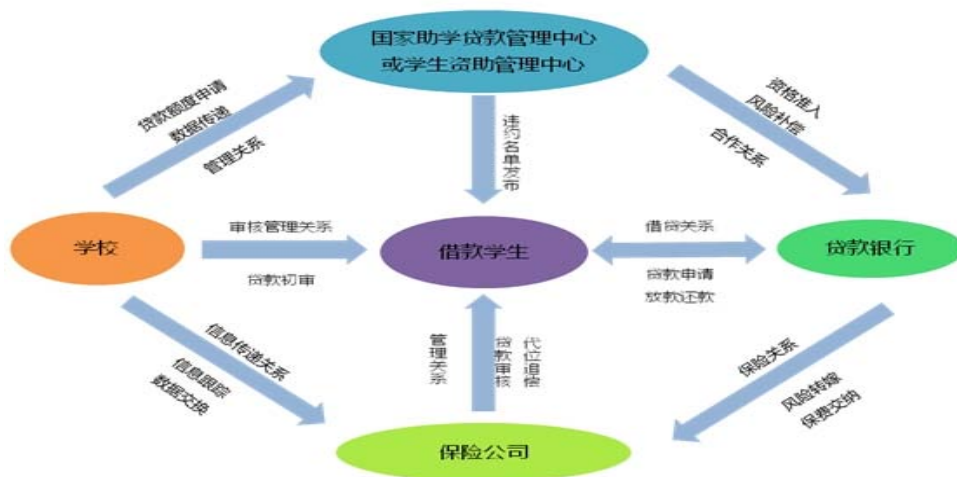 国家助学贷款管理中心
或学生资助管理中心
贷款额度申请
数据传递
管理关系
违约名单发布
资格准入
风险补偿
合作关系
学校
审核管理关系
贷款初审
借款学生
借贷关系
贷款申请
放款还款
贷款银行
信息传递关系
信息跟踪
数据交换
管理关系
贷款审核
代位追偿
保险关系
风险转嫁
保费交纳
保险公司